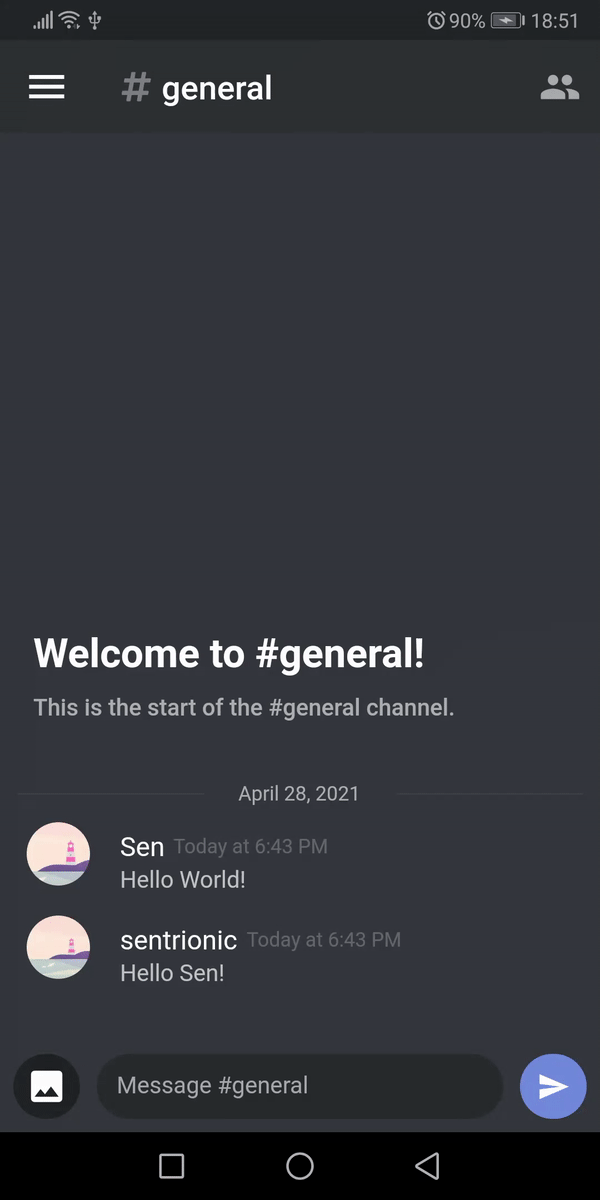 90% 18:51
# general
Welcome to #general!
This is the start of the #general channel.
April 28, 2021
Sen Today at 6:43 PM
Hello World!
sentrionic Today at 6:43 PM
Hello Sen!
Message #general